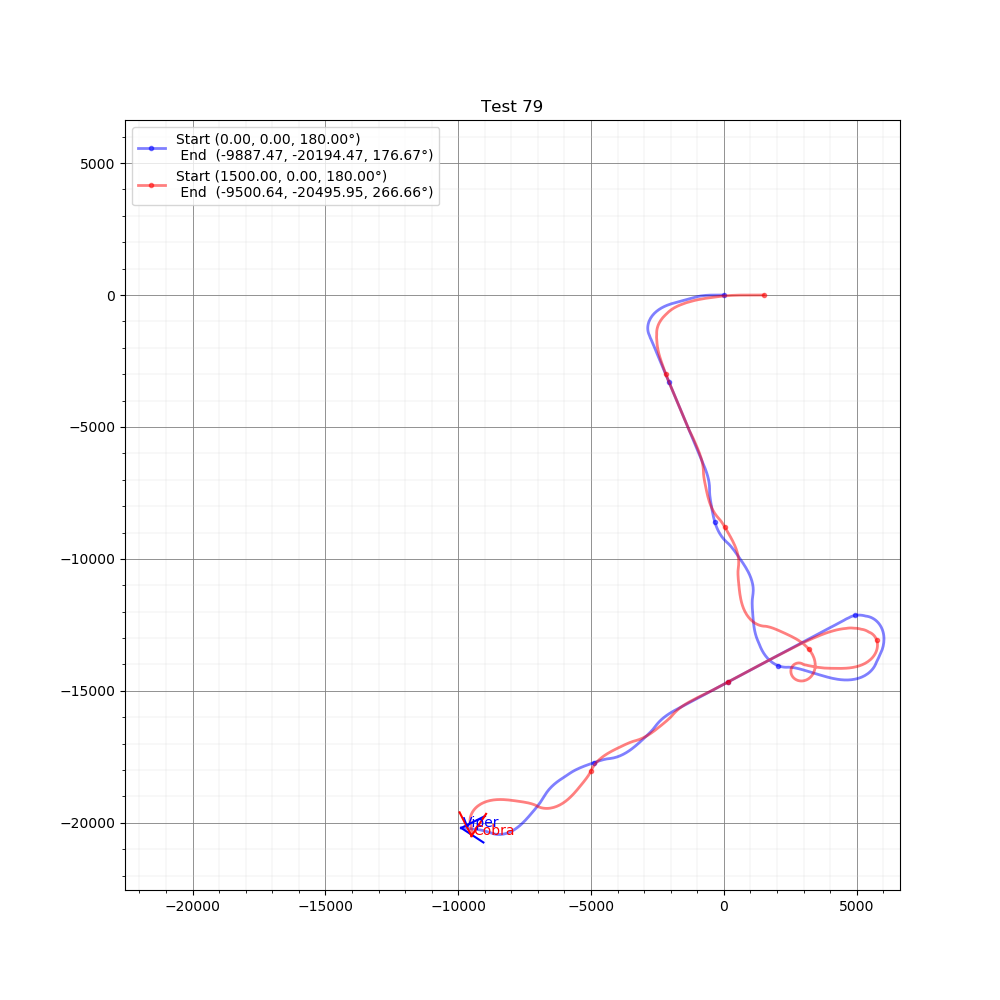 Test 79
Start (0.00, 0.00, 180.00°)
End (-9887.47, -20194.47, 176.67°)
Start (1500.00, 0.00, 180.00°)
End (-9500.64, -20495.95, 266.66°)
5000
0
−5000
−10000
−15000
−20000
Viper
Cobra
−20000 −15000 −10000 −5000 0 5000